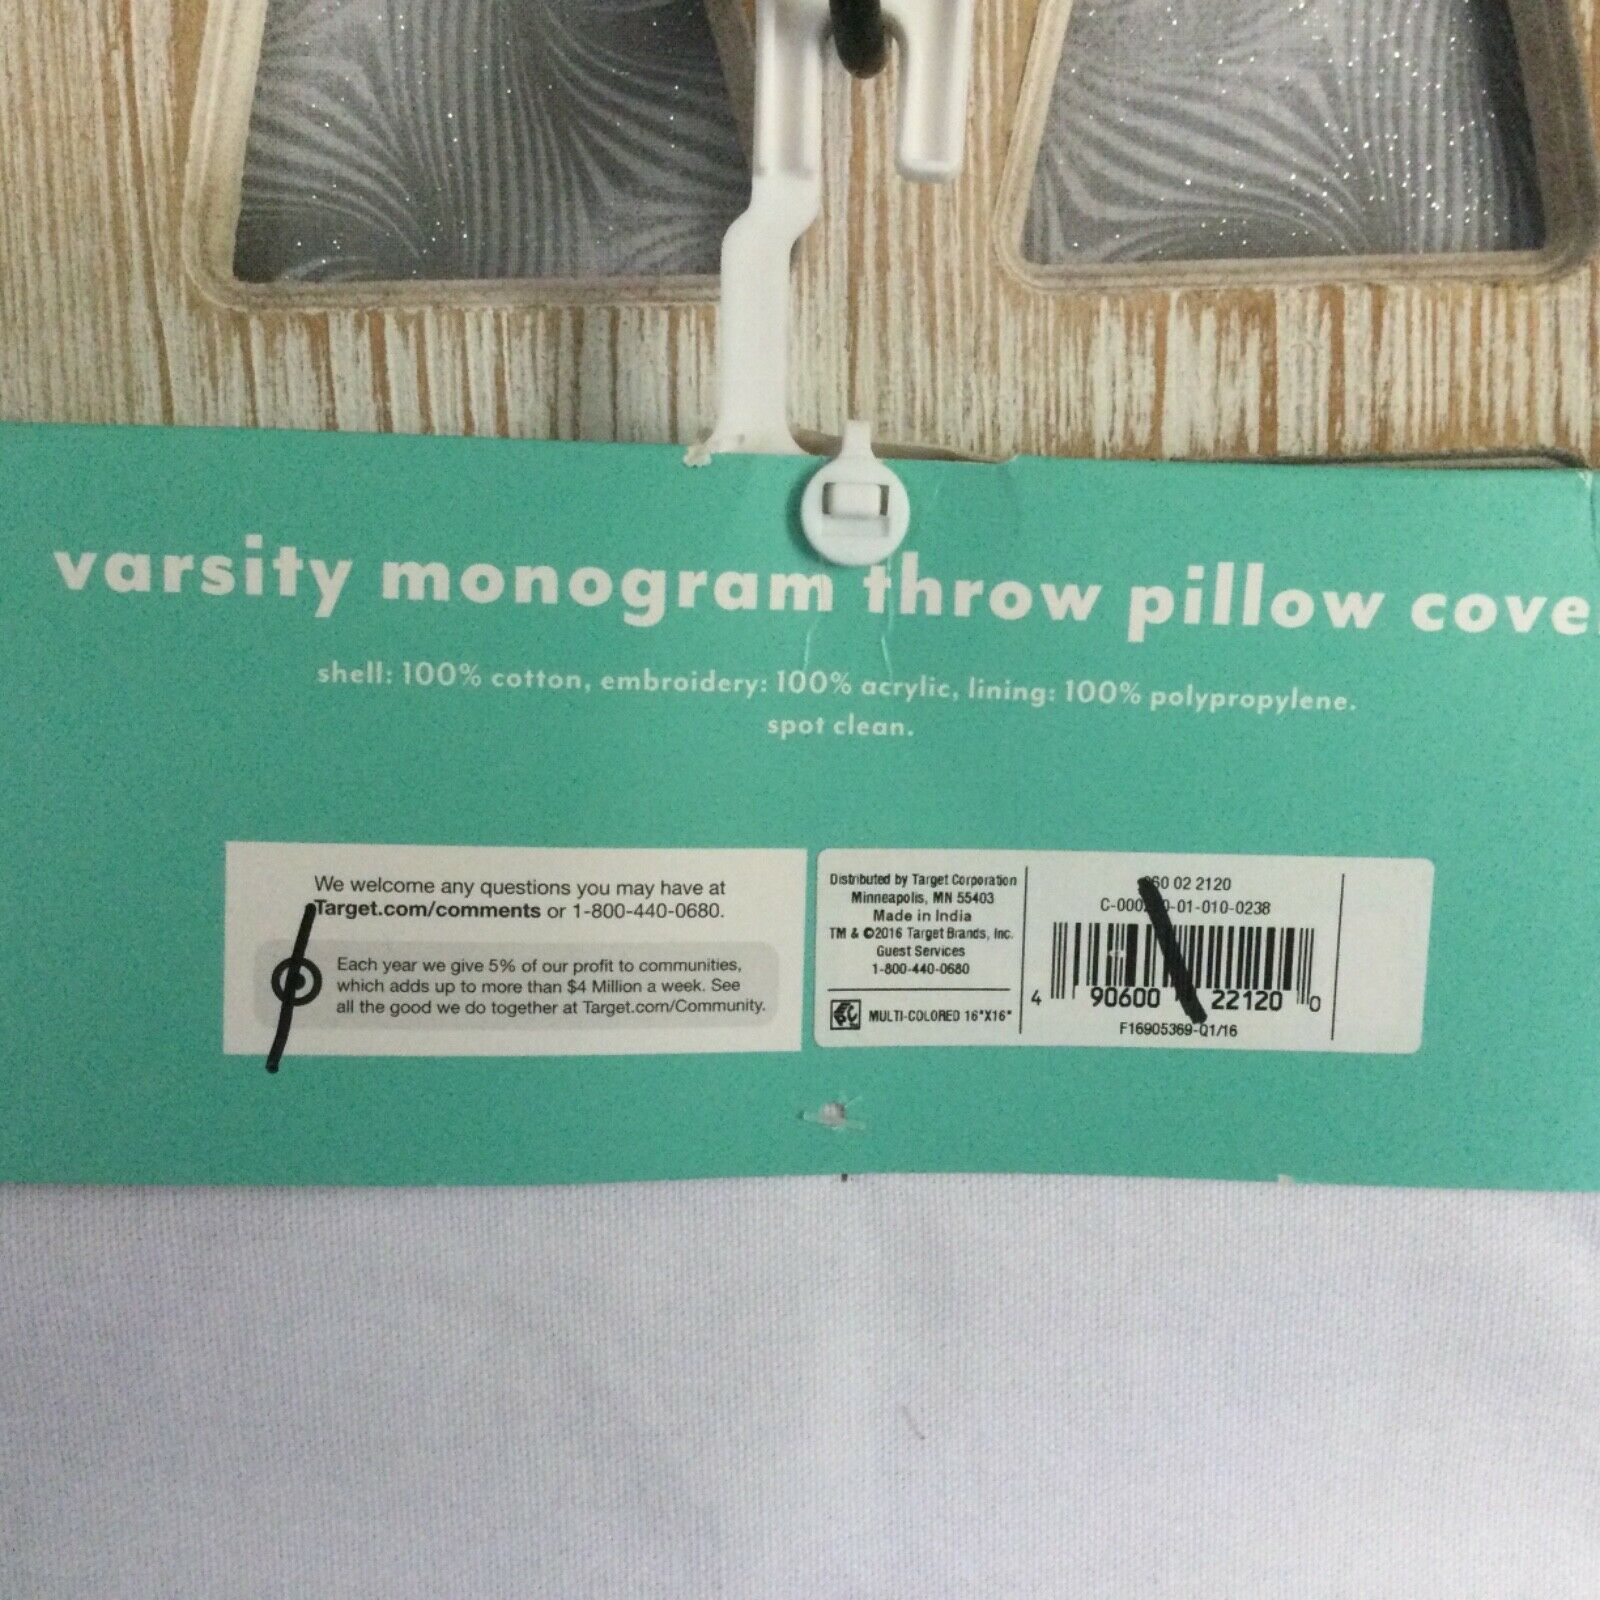 varsity monogram throw pillow cove
shell: 100% cotton, embroidery: 100% acrylic, lining: 100% polypropylene.
spot clean.
We welcome any questions you may have at
Target.com/comments or 1-800-440-0680.
Each year we give 5% of our profit to communities,
which adds up to more than $4 Million a week. See
all the good we do together at Target.com/Community.
Distributed by Target Corporation
Minneapolis, MN 55403
Made in India
TM & ©2016 Target Brands, Inc.
Guest Services
1-800-440-0680
MULTI-COLORED 16"X16"
02 2120
4 90600 22120 0
F16905369-Q1/16